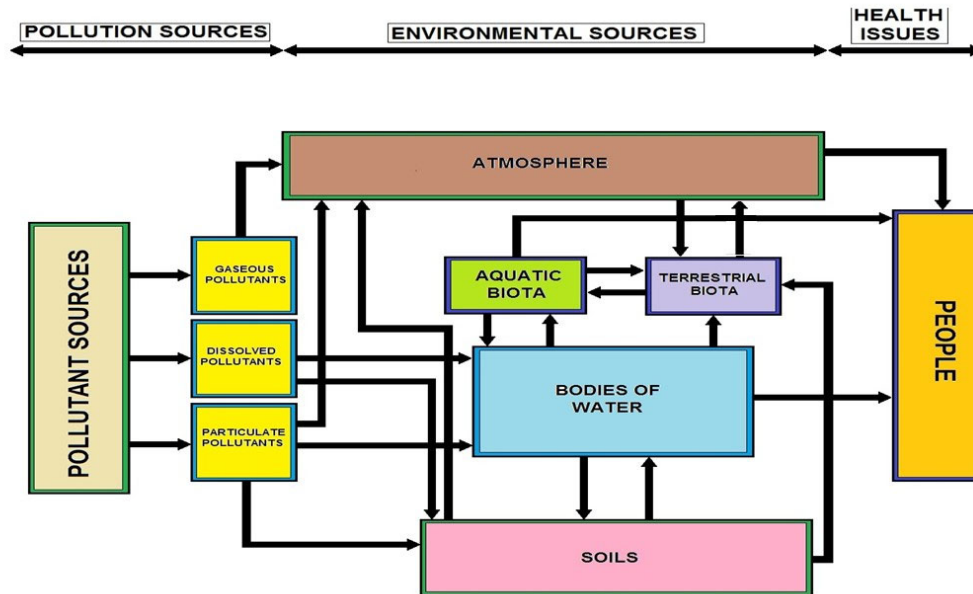 POLLUTION SOURCES
ENVIRONMENTAL SOURCES
HEALTH
ISSUES
ATMOSPHERE
POLLUTANT SOURCES
GASEOUS
POLLUTANTS
DISSOLVED
POLLUTANTS
PARTICULATE
POLLUTANTS
AQUATIC
BIOTA
TERRESTRIAL
BIOTA
BODIES OF
WATER
SOILS
PEOPLE